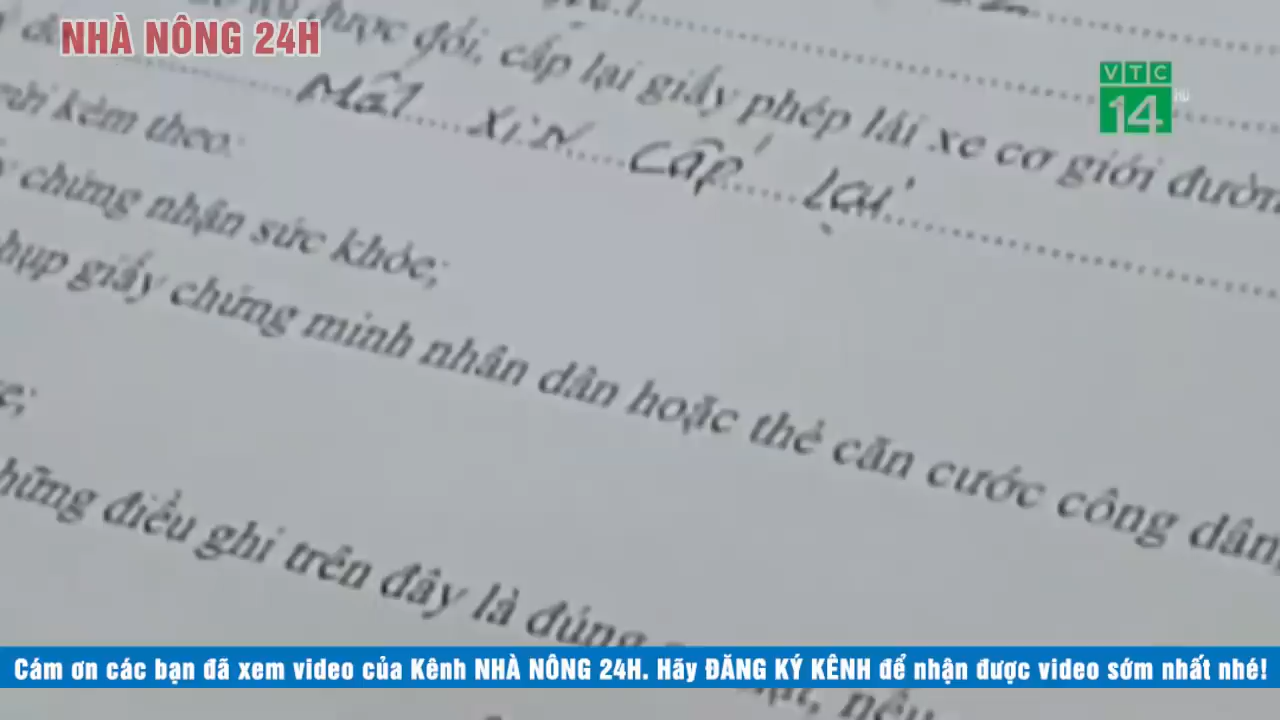 NHÀ NÔNG 24H
VTC
14
HD
được đổi, cấp lại giấy phép lái xe cơ giới đường
Mất xin cấp lại
kèm theo:
chứng nhận sức khỏe;
giấy chứng minh nhân dân hoặc thẻ căn cước công dân,
những điều ghi trên đây là đúng
nếu
Cám ơn các bạn đã xem video của Kênh NHÀ NÔNG 24H. Hãy ĐĂNG KÝ KÊNH để nhận được video sớm nhất nhé!